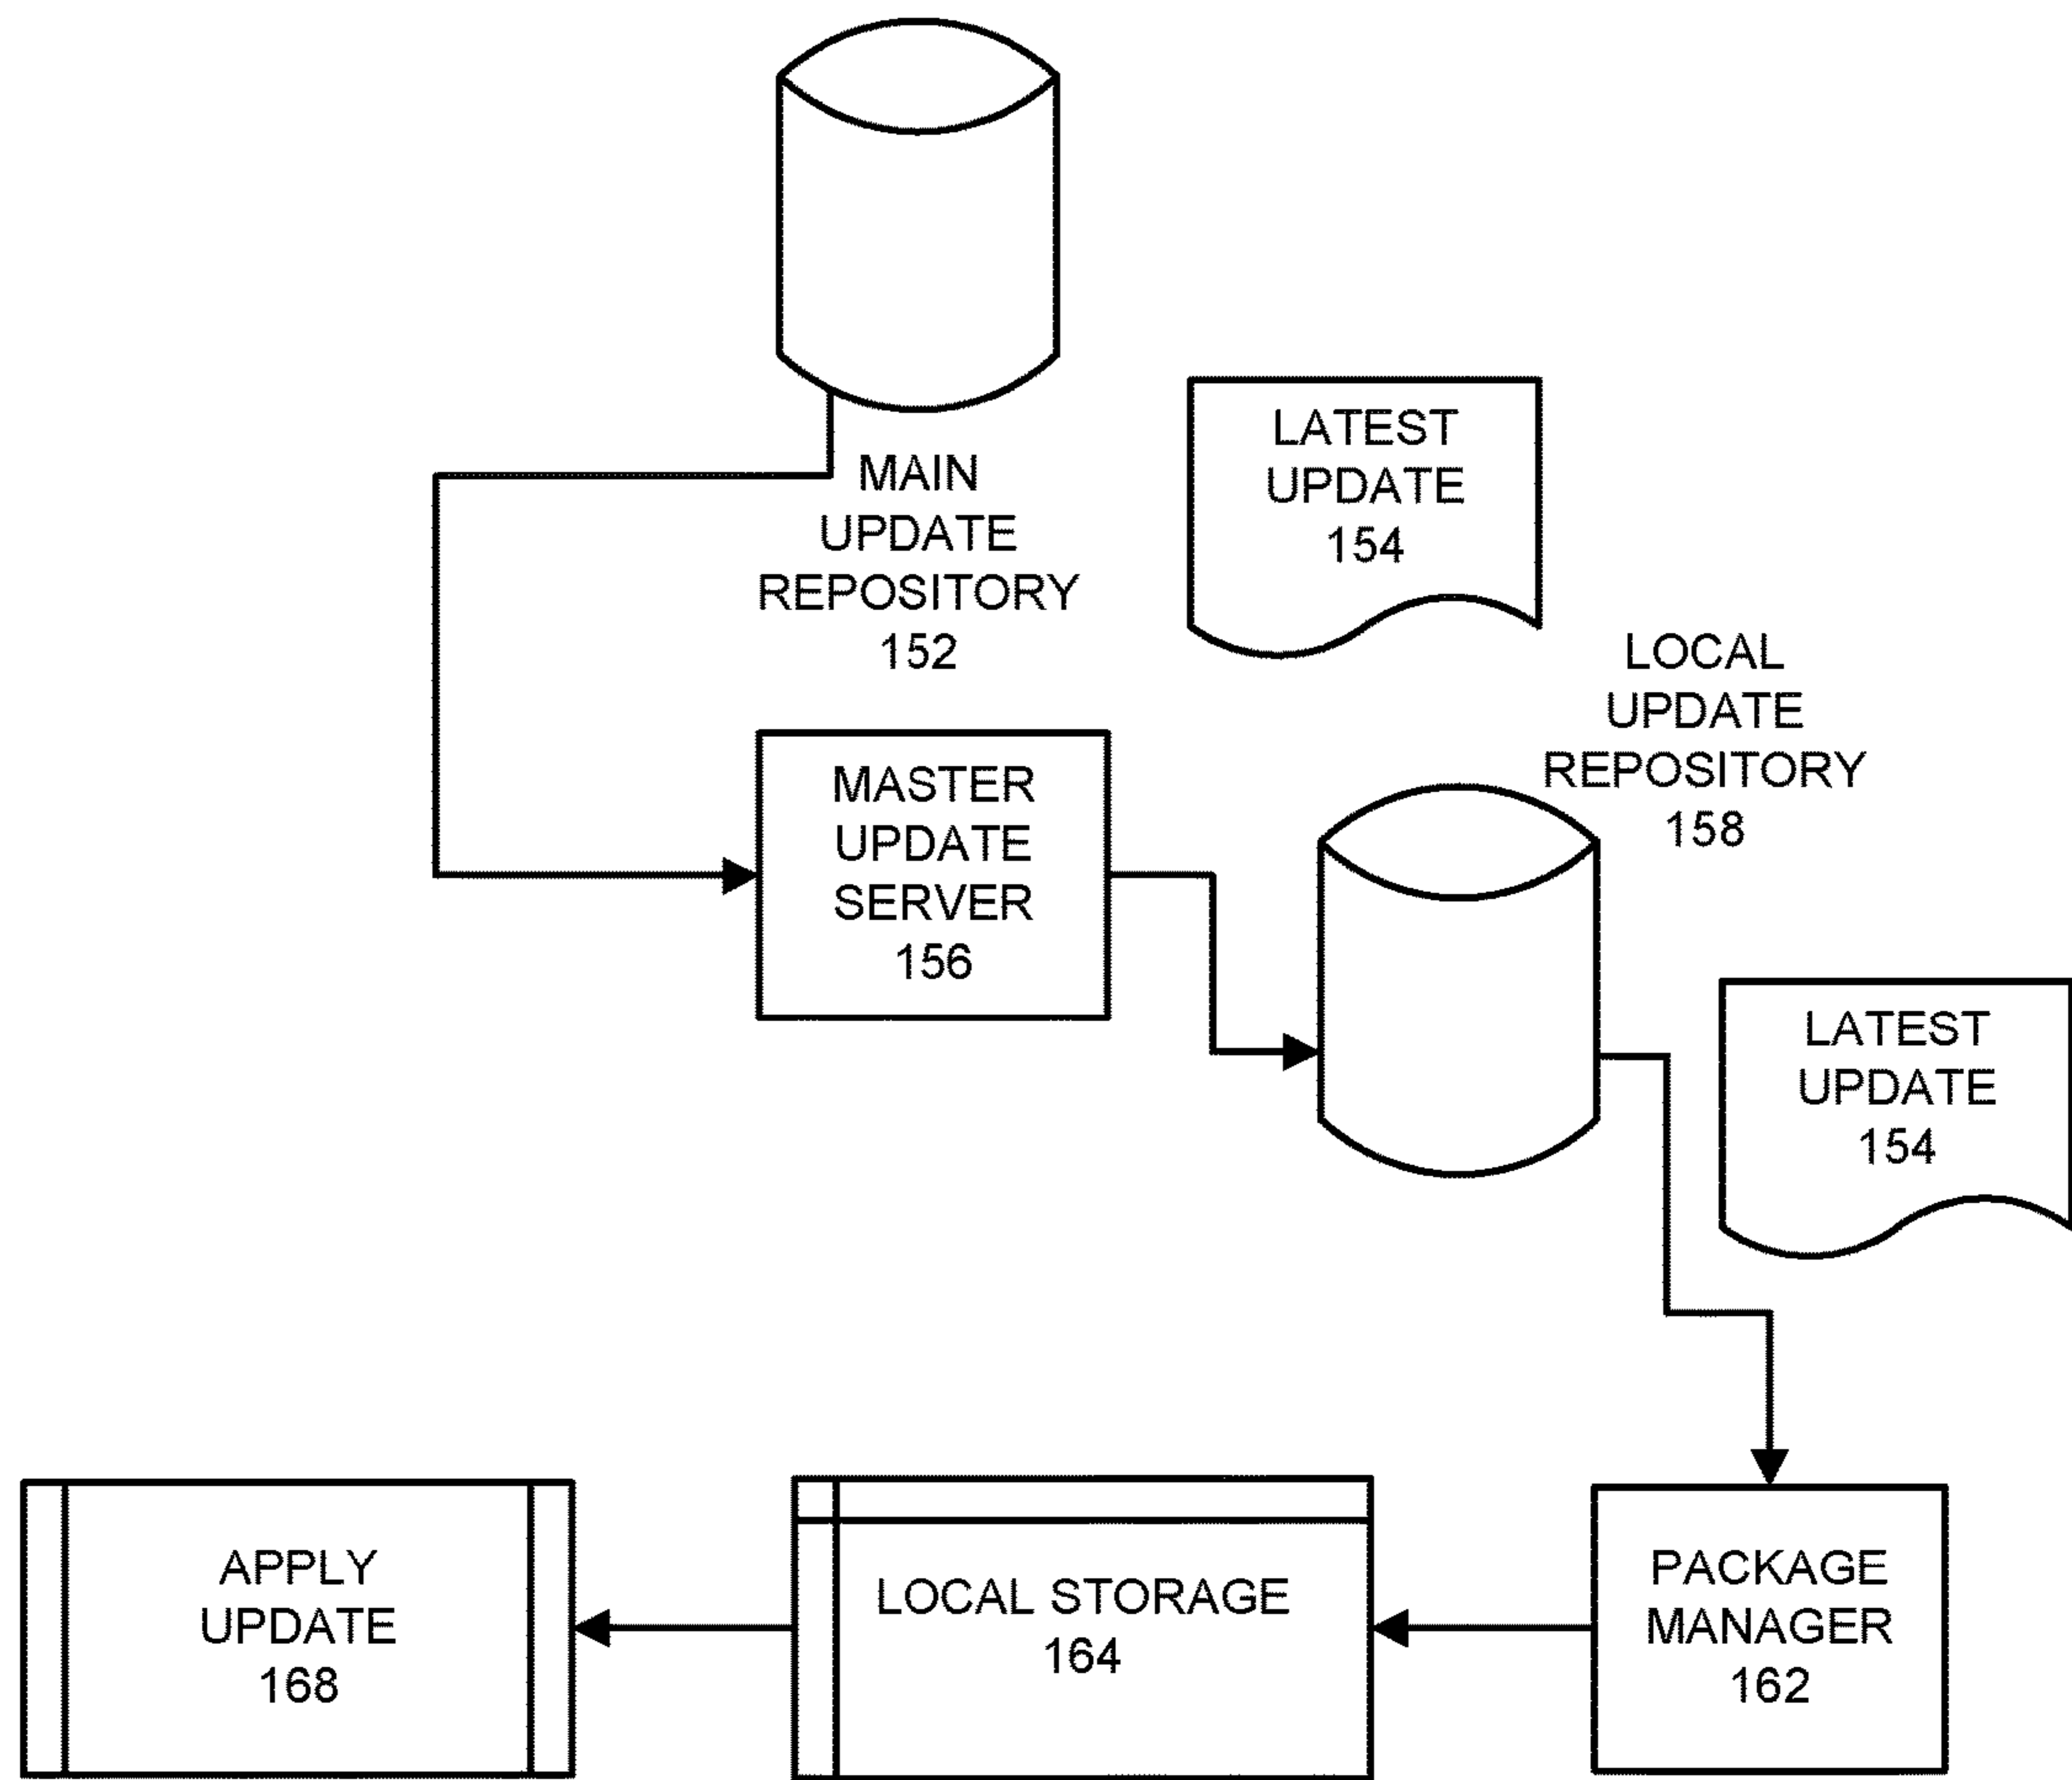 LATEST
UPDATE
154
MAIN
UPDATE
REPOSITORY
152
LOCAL
UPDATE
REPOSITORY
158
MASTER
UPDATE
SERVER
156
LATEST
UPDATE
154
APPLY
UPDATE
168
LOCAL STORAGE
164
PACKAGE
MANAGER
162